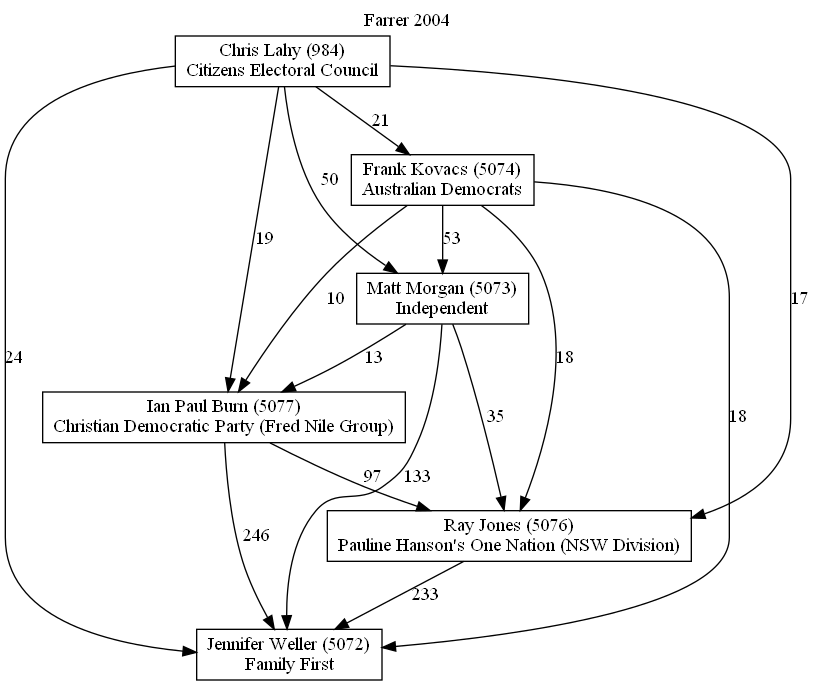 Farrer 2004
Chris Lahy (984)
Citizens Electoral Council
21
Frank Kovacs (5074)
Australian Democrats
50
19
53
Matt Morgan (5073)
Independent
10
17
24
13
18
Ian Paul Burn (5077)
Christian Democratic Party (Fred Nile Group)
35
18
97
133
Ray Jones (5076)
Pauline Hanson's One Nation (NSW Division)
246
233
Jennifer Weller (5072)
Family First